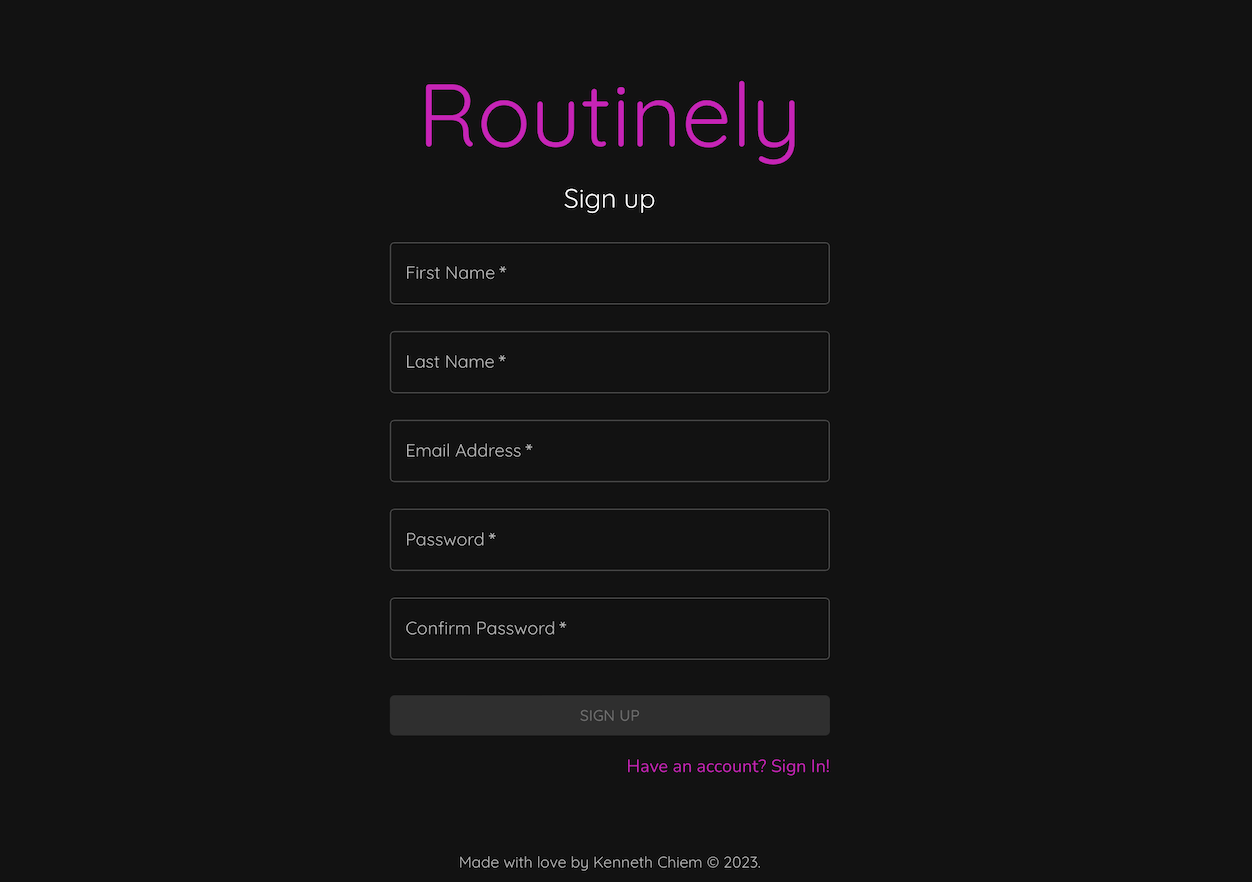 Routinely
Sign up
First Name *
Last Name *
Email Address *
Password *
Confirm Password *
SIGN UP
Have an account? Sign In!
Made with love by Kenneth Chiem © 2023.